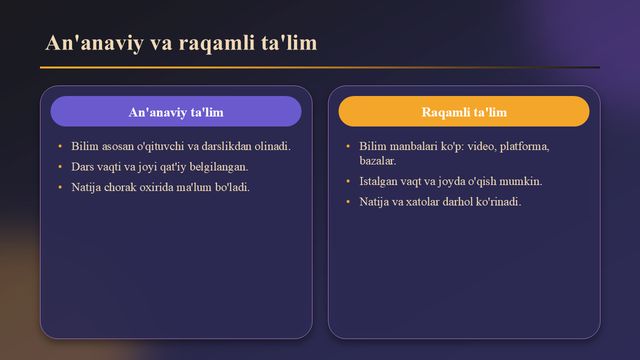 An'anaviy va raqamli ta'lim
An'anaviy ta'lim
• Bilim asosan o'qituvchi va darslikdan olinadi.
• Dars vaqti va joyi qat'iy belgilangan.
• Natija chorak oxirida ma'lum bo'ladi.
Raqamli ta'lim
• Bilim manbalari ko'p: video, platforma,
bazalar.
• Istalgan vaqt va joyda o'qish mumkin.
• Natija va xatolar darhol ko'rinadi.